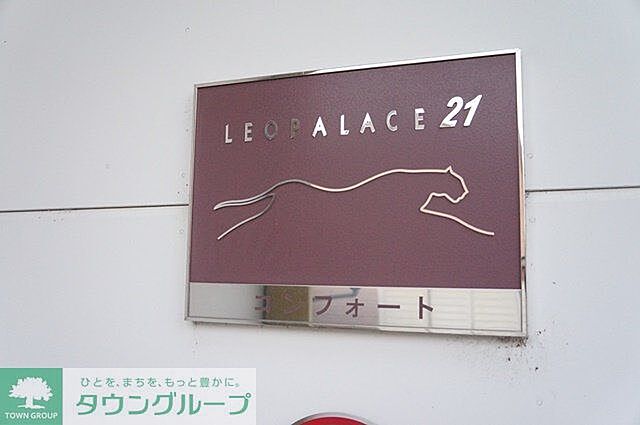 LEOPALACE 21
コンフォート
ひとを、まちを、もっと豊かに。
TOWN GROUP
タウングループ